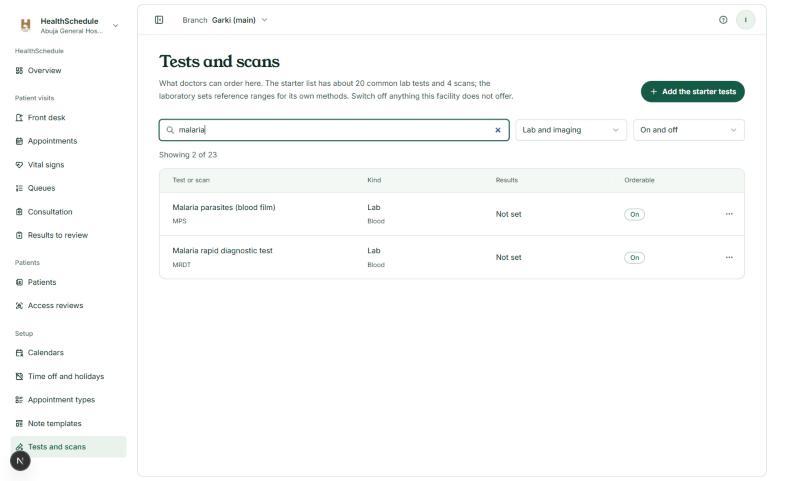 HealthSchedule
Abuja General Hos...
HealthSchedule
Overview
Patient visits
Front desk
Appointments
Vital signs
Queues
Consultation
Results to review
Patients
Patients
Access reviews
Setup
Calendars
Time off and holidays
Appointment types
Note templates
Tests and scans
N
Branch Garki (main)
I
Tests and scans
What doctors can order here. The starter list has about 20 common lab tests and 4 scans; the
laboratory sets reference ranges for its own methods. Switch off anything this facility does not offer.
+ Add the starter tests
malaria
Lab and imaging
On and off
Showing 2 of 23
Test or scan Kind Results Orderable
Malaria parasites (blood film) Lab Not set On
MPS Blood
Malaria rapid diagnostic test Lab Not set On
MRDT Blood